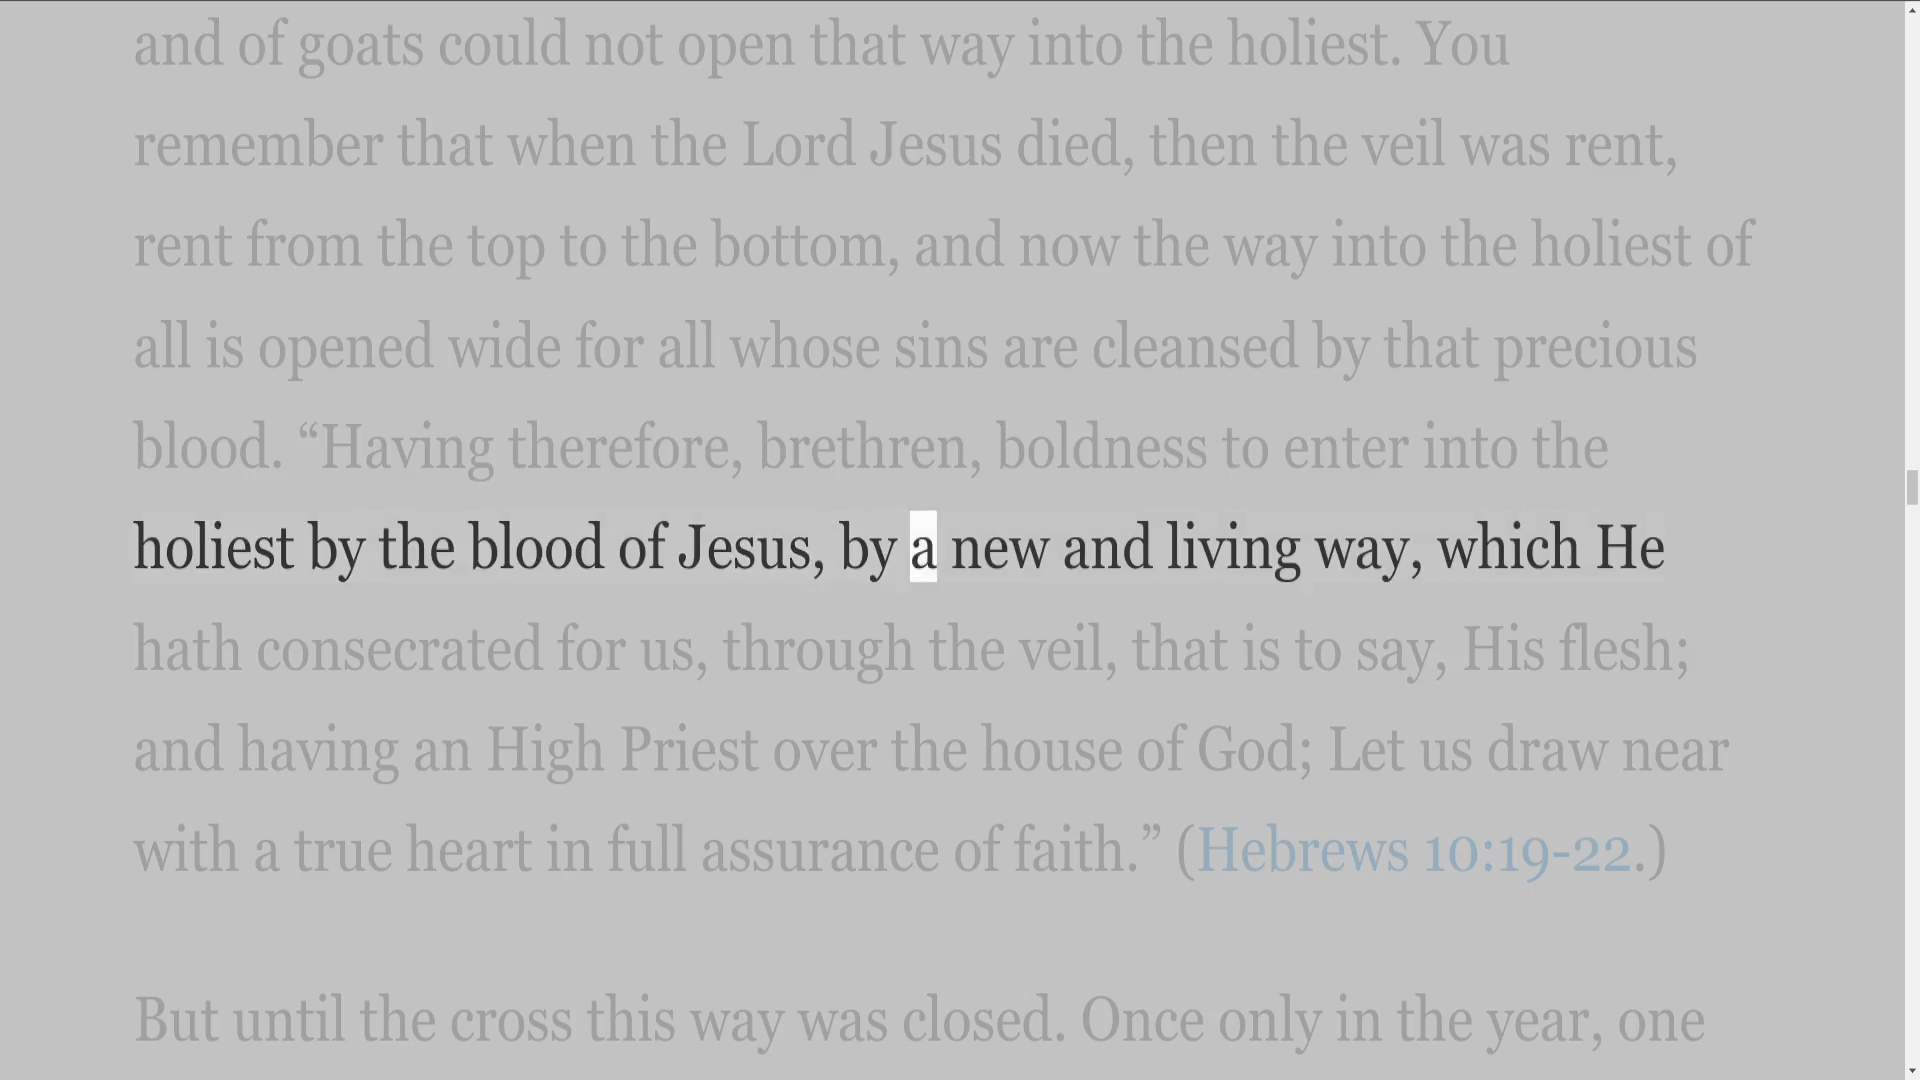 and of goats could not open that way into the holiest. You
remember that when the Lord Jesus died, then the veil was rent,
rent from the top to the bottom, and now the way into the holiest of
all is opened wide for all whose sins are cleansed by that precious
blood. “Having therefore, brethren, boldness to enter into the
holiest by the blood of Jesus, by a new and living way, which He
hath consecrated for us, through the veil, that is to say, His flesh;
and having an High Priest over the house of God; Let us draw near
with a true heart in full assurance of faith.” (Hebrews 10:19-22.)
But until the cross this way was closed. Once only in the year, one